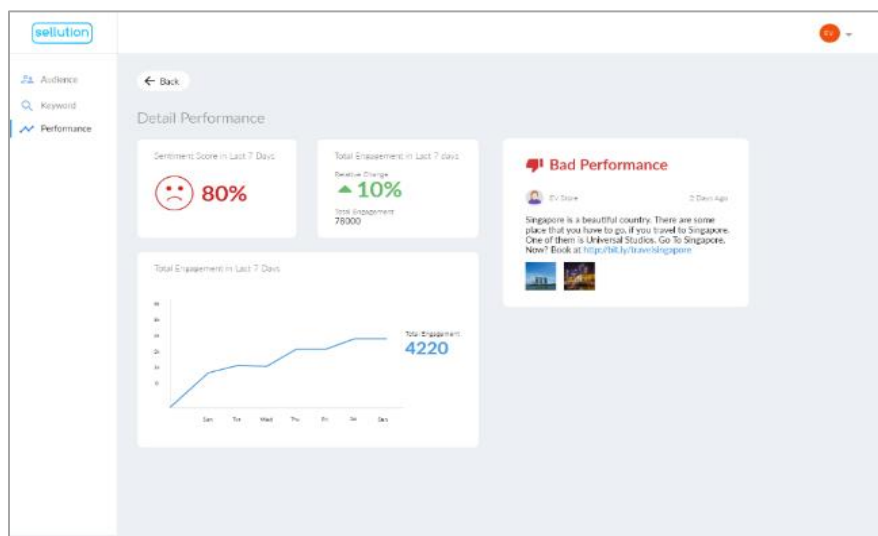 sellution
EV
Audience
Keyword
Performance
Back
Detail Performance
Sentiment Score in Last 7 Days
80%
Total Engagement in Last 7 days
Relative Change
10%
Total Engagement
78000
Bad Performance
EV Store
2 Days Ago
Singapore is a beautiful country. There are some
place that you have to go, if you travel to Singapore.
One of them is Universal Studios. Go To Singapore.
Now? Book at http://bit.ly/travelsingapore
Total Engagement in Last 7 Days
Total Engagement
4220
Sun Tue Wed Thu Fri Sun